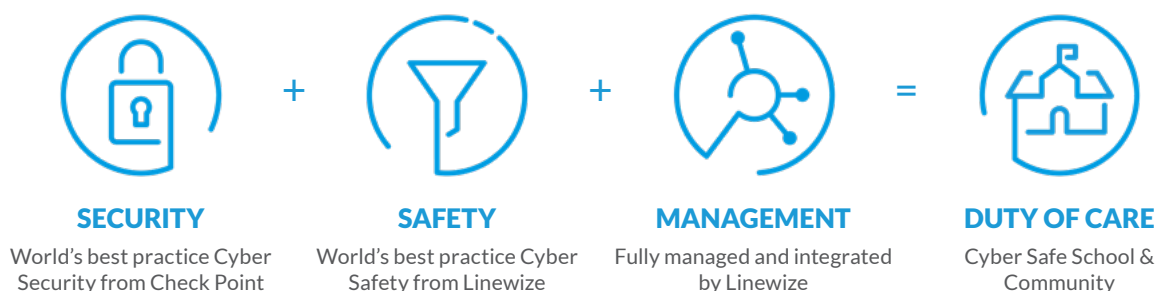 + + =
SECURITY SAFETY MANAGEMENT DUTY OF CARE
World’s best practice Cyber
Security from Check Point
World’s best practice Cyber
Safety from Linewize
Fully managed and integrated
by Linewize
Cyber Safe School &
Community